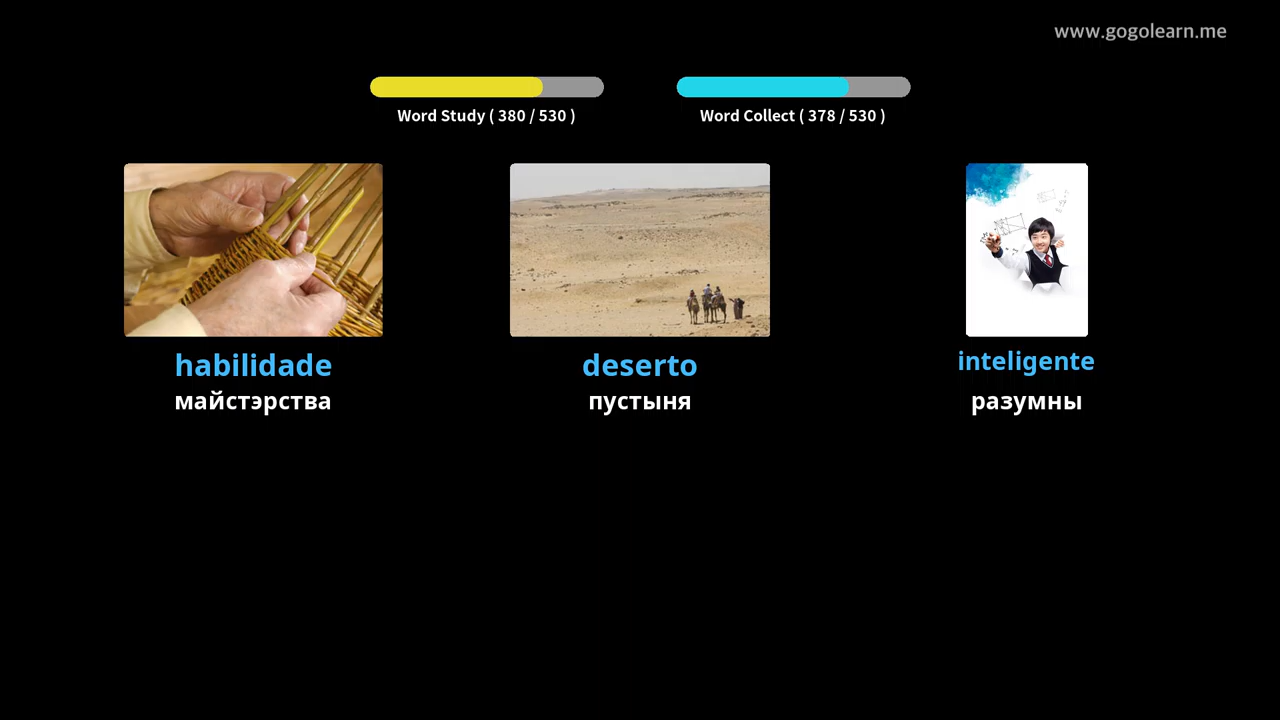 www.gogolearn.me
Word Study ( 380 / 530 )
Word Collect ( 378 / 530 )
habilidade
майстэрства
deserto
пустыня
inteligente
разумны